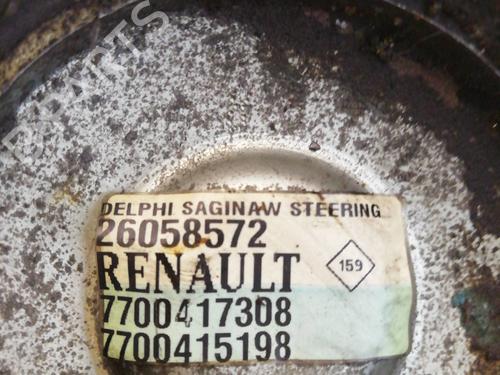 DELPHI SAGINAW STEERING
26058572
RENAULT
159
7700417308
7700415198